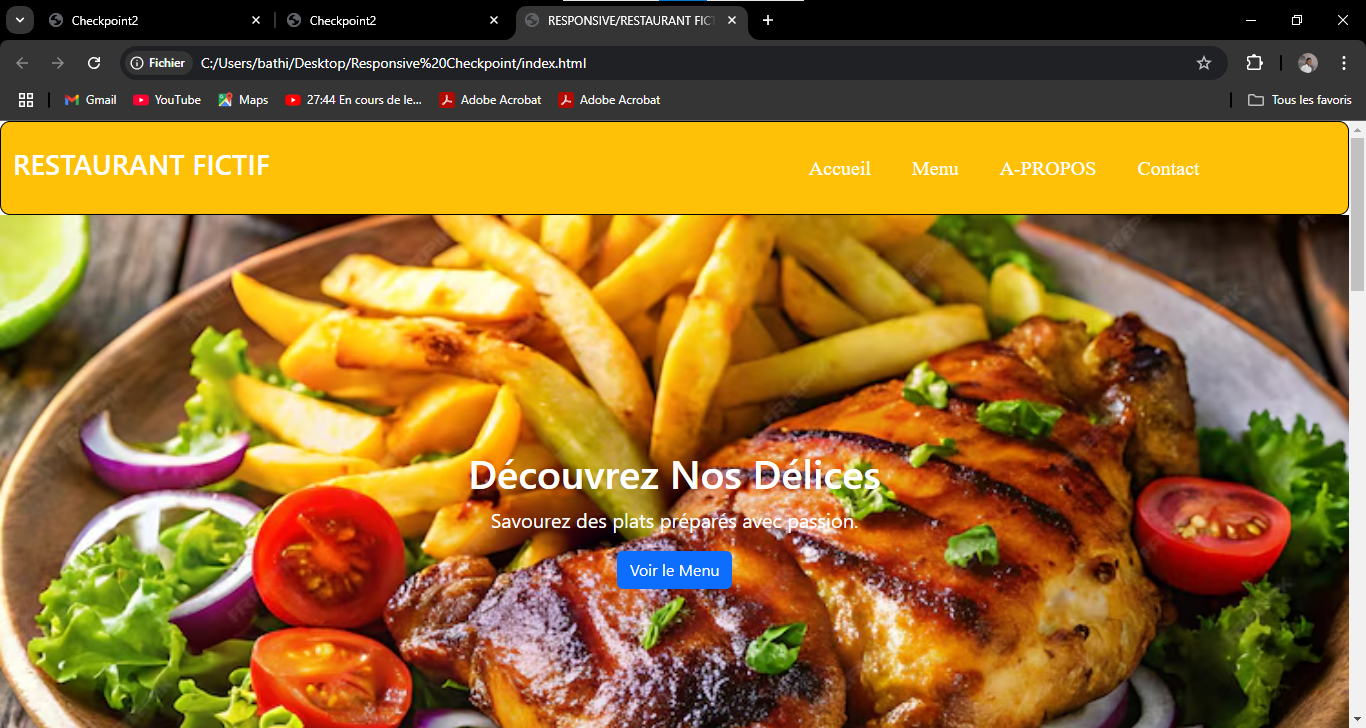 Checkpoint2
Checkpoint2
RESPONSIVE/RESTAURANT FIC
Fichier
C:/Users/bathi/Desktop/Responsive%20Checkpoint/index.html
Gmail
YouTube
Maps
27:44 En cours de le...
Adobe Acrobat
Adobe Acrobat
Tous les favoris
RESTAURANT FICTIF
Accueil
Menu
A-PROPOS
Contact
Découvrez Nos Délices
Savourez des plats préparés avec passion.
Voir le Menu